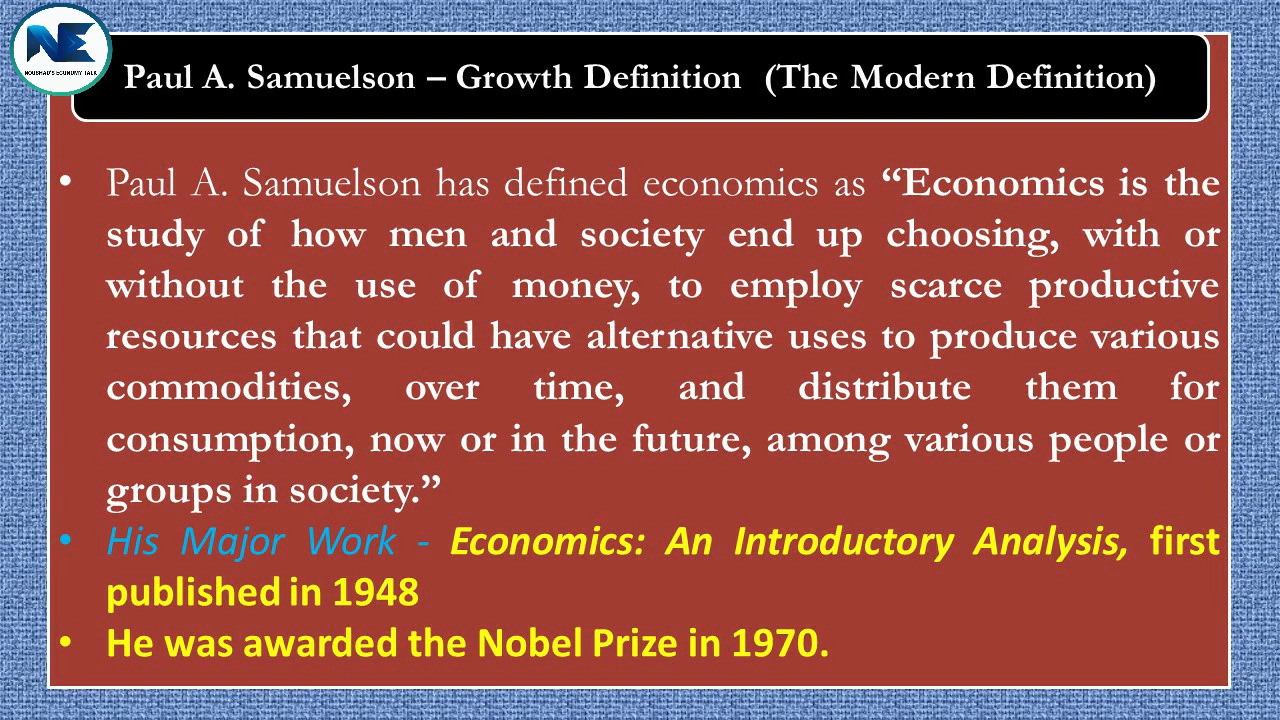 NE
NOUSHAD'S ECONOMY TALK
Paul A. Samuelson – Growth Definition (The Modern Definition)
• Paul A. Samuelson has defined economics as “Economics is the
study of how men and society end up choosing, with or
without the use of money, to employ scarce productive
resources that could have alternative uses to produce various
commodities, over time, and distribute them for
consumption, now or in the future, among various people or
groups in society.”
• His Major Work - Economics: An Introductory Analysis, first
published in 1948
• He was awarded the Nobel Prize in 1970.